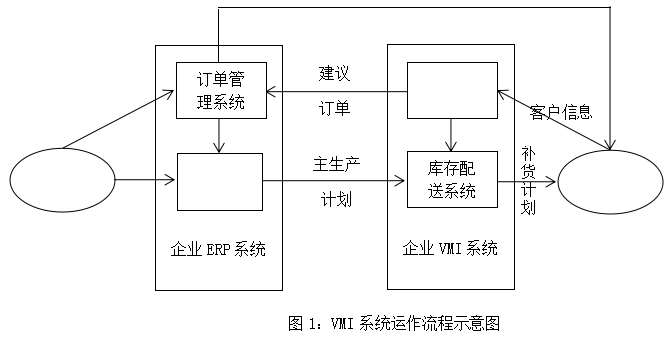 订单管
理系统
建议
订单
客户信息
主生产
计划
库存配
送系统
补
货
计
划
企业 ERP 系统
企业 VMI 系统
图 1：VMI 系统运作流程示意图